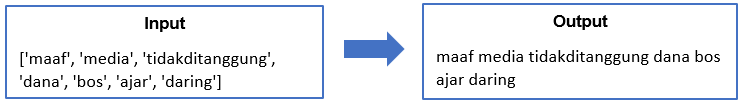 Input
['maaf', 'media', 'tidakditanggung',
'dana', 'bos', 'ajar', 'daring']
Output
maaf media tidakditanggung dana bos
ajar daring